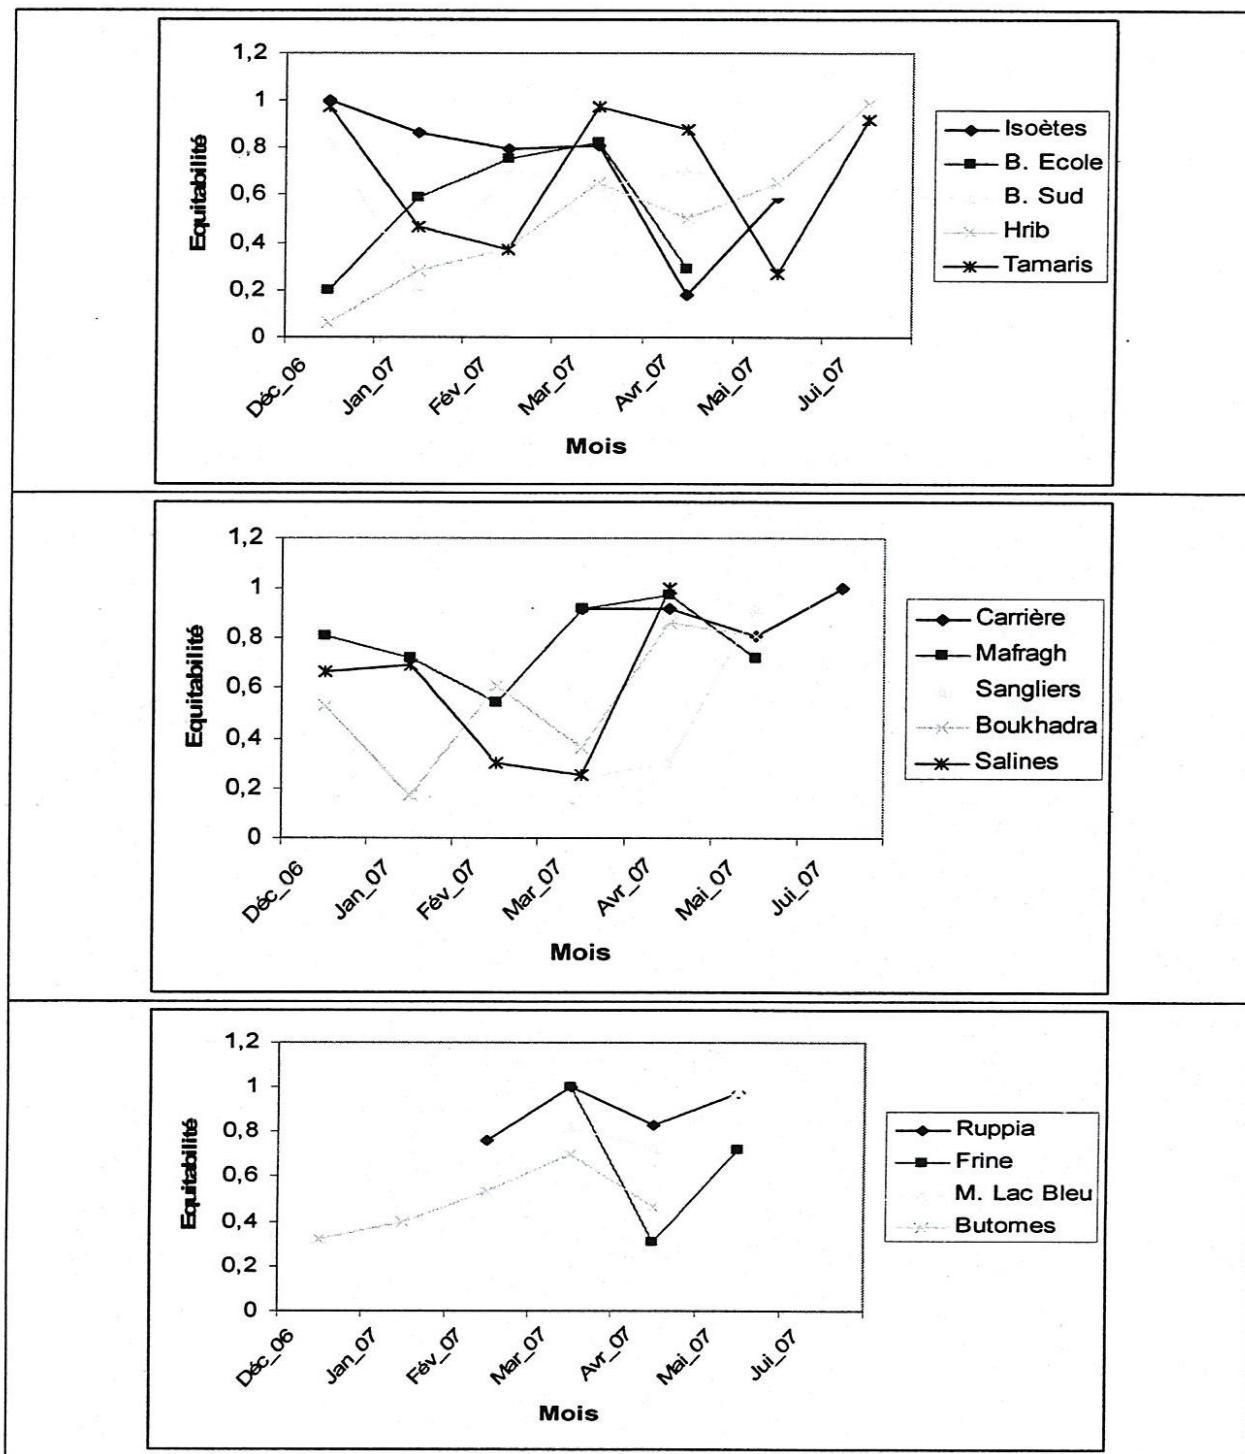 1,2
1
0,8
0,6
0,4
0,2
0
Equitabilité
Déc_06
Jan_07
Fév_07
Mar_07
Avr_07
Mai_07
Jui_07
Mois
Isoètes
B. Ecole
B. Sud
Hrib
Tamaris
1,2
1
0,8
0,6
0,4
0,2
0
Equitabilité
Déc_06
Jan_07
Fév_07
Mar_07
Avr_07
Mai_07
Jui_07
Mois
Carrière
Mafragh
Sangliers
Boukhadra
Salines
1,2
1
0,8
0,6
0,4
0,2
0
Equitabilité
Déc_06
Jan_07
Fév_07
Mar_07
Avr_07
Mai_07
Jui_07
Mois
Ruppia
Frine
M. Lac Bleu
Butomes